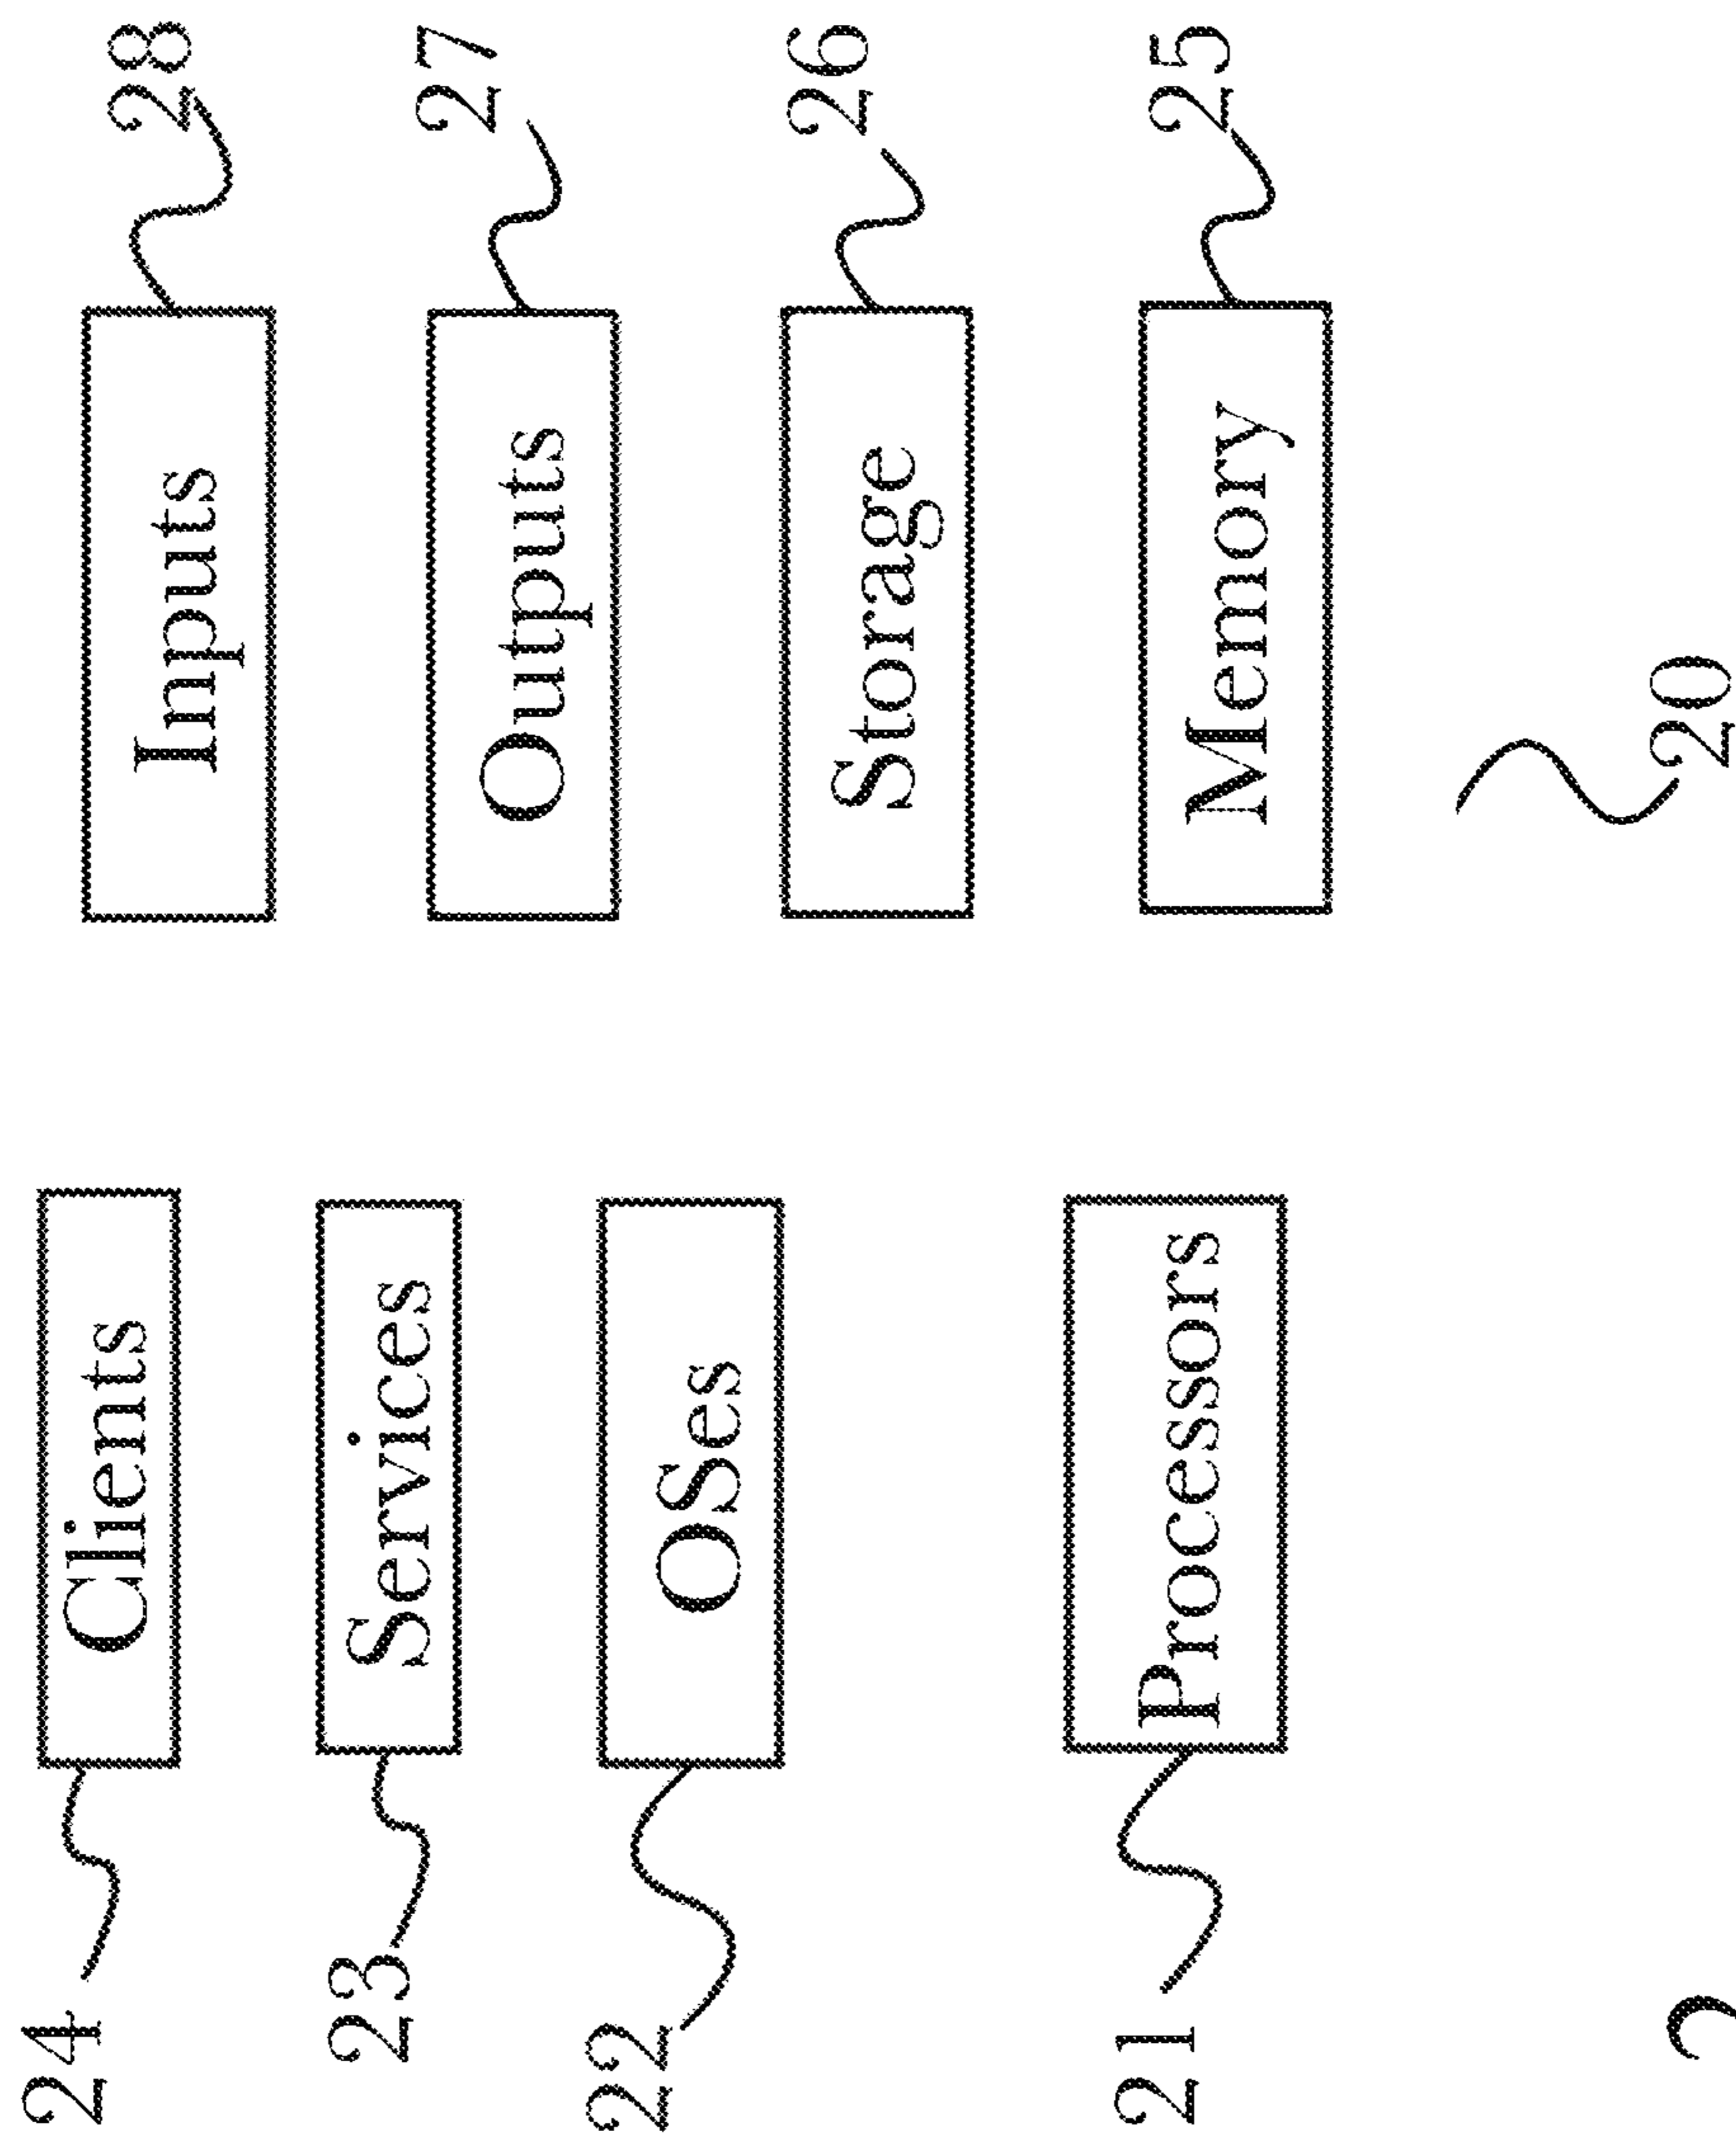 24 Clients Inputs 28
23 Services Outputs 27
22 OSes Storage 26
21 Processors Memory 25
20